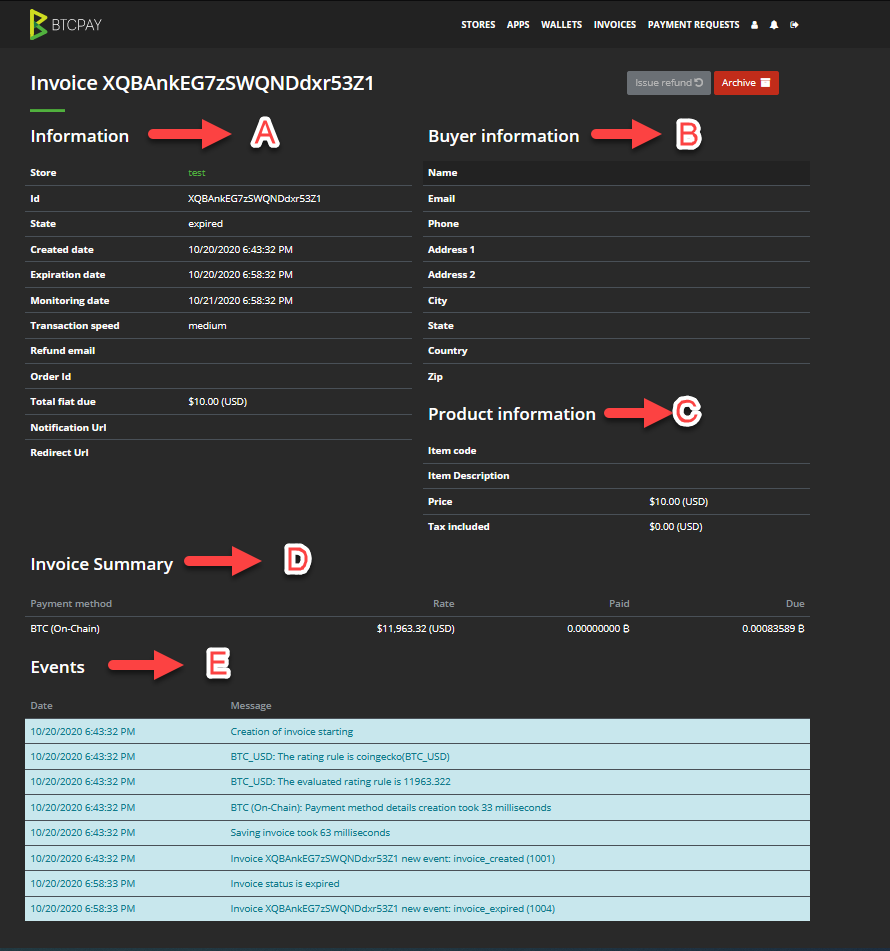 BTCPAY
STORES APPS WALLETS INVOICES PAYMENT REQUESTS
Invoice XQBAnkEG7zSWQNDdxr53Z1
Issue refund Archive
Information A
Store test
Id XQBAnkEG7zSWQNDdxr53Z1
State expired
Created date 10/20/2020 6:43:32 PM
Expiration date 10/20/2020 6:58:32 PM
Monitoring date 10/21/2020 6:58:32 PM
Transaction speed medium
Refund email
Order Id
Total fiat due $10.00 (USD)
Notification Url
Redirect Url
Buyer information B
Name
Email
Phone
Address 1
Address 2
City
State
Country
Zip
Product information C
Item code
Item Description
Price $10.00 (USD)
Tax included $0.00 (USD)
Invoice Summary D
Payment method Rate Paid Due
BTC (On-Chain) $11,963.32 (USD) 0.00000000 ₿ 0.00083589 ₿
Events E
Date Message
10/20/2020 6:43:32 PM Creation of invoice starting
10/20/2020 6:43:32 PM BTC_USD: The rating rule is coingecko(BTC_USD)
10/20/2020 6:43:32 PM BTC_USD: The evaluated rating rule is 11963.322
10/20/2020 6:43:32 PM BTC (On-Chain): Payment method details creation took 33 milliseconds
10/20/2020 6:43:32 PM Saving invoice took 63 milliseconds
10/20/2020 6:43:32 PM Invoice XQBAnkEG7zSWQNDdxr53Z1 new event: invoice_created (1001)
10/20/2020 6:58:33 PM Invoice status is expired
10/20/2020 6:58:33 PM Invoice XQBAnkEG7zSWQNDdxr53Z1 new event: invoice_expired (1004)